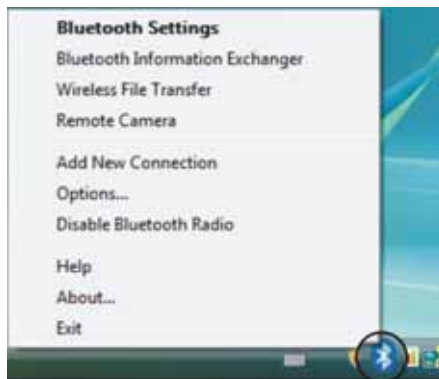 Bluetooth Settings
Bluetooth Information Exchanger
Wireless File Transfer
Remote Camera
Add New Connection
Options...
Disable Bluetooth Radio
Help
About...
Exit